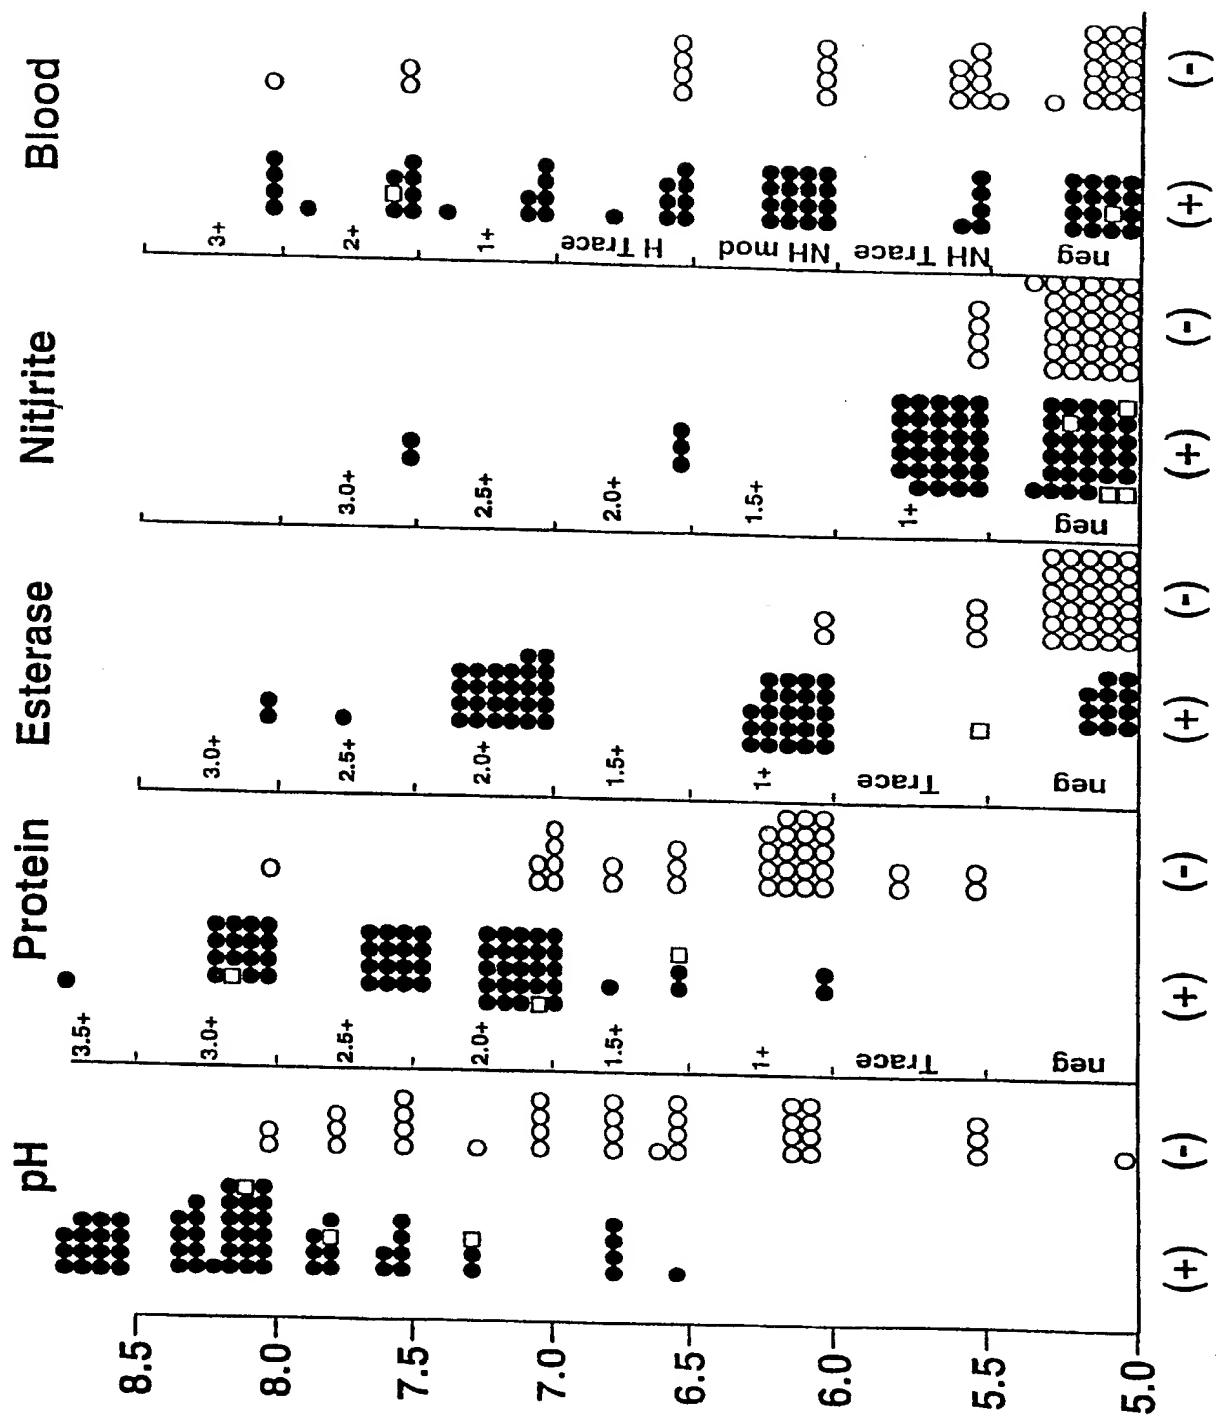 pH Protein Esterase Nitirite Blood
8.5
8.0
7.5
7.0
6.5
6.0
5.5
5.0
3.5+
3.0+
2.5+
2.0+
1.5+
1+
Trace
neg
3.0+
2.5+
2.0+
1.5+
1+
Trace
neg
3.0+
2.5+
2.0+
1.5+
1+
neg
3+
2+
1+
H Trace
NH mod
NH Trace
neg
(+) (-) (+) (-) (+) (-) (+) (-) (+) (-)